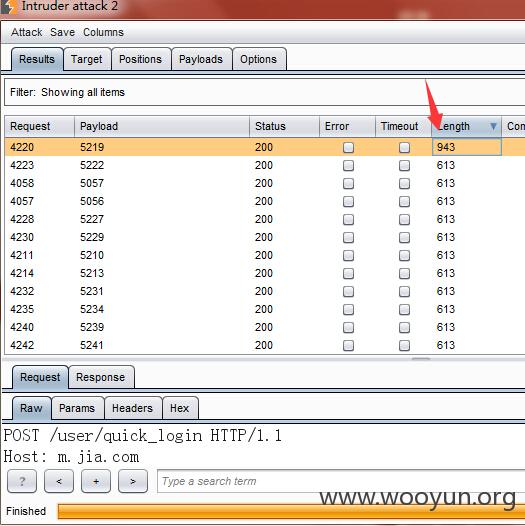 Intruder attack 2
Attack Save Columns
Results Target Positions Payloads Options
Filter: Showing all items
Request Payload Status Error Timeout Length Com
4220 5219 200 943
4223 5222 200 613
4058 5057 200 613
4057 5056 200 613
4228 5227 200 613
4230 5229 200 613
4211 5210 200 613
4214 5213 200 613
4232 5231 200 613
4235 5234 200 613
4240 5239 200 613
4242 5241 200 613
Request Response
Raw Params Headers Hex
POST /user/quick_login HTTP/1.1
Host: m.jia.com
? < + > Type a search term
Finished
www.wooyun.org